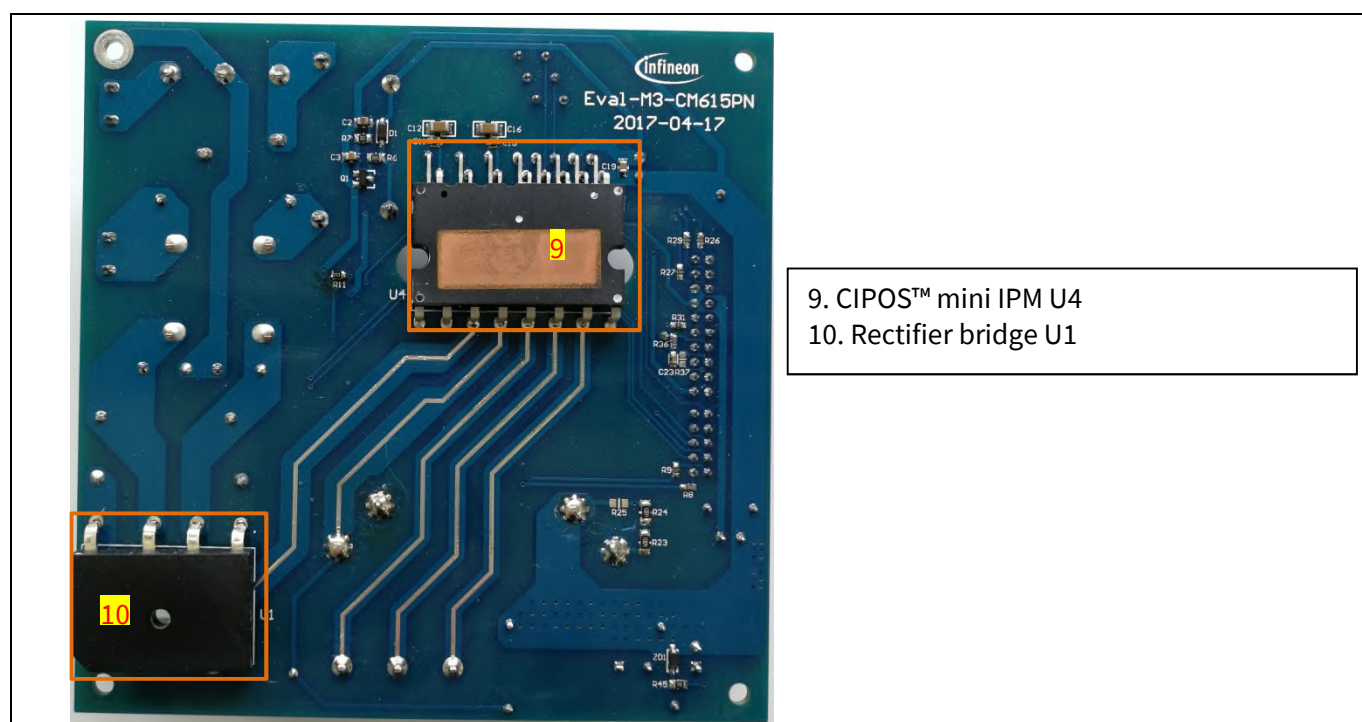 infineon
Eval-M3-CM615PN
2017-04-17
C2
R7
D1
C3
R6
Q1
C12
C16
C19
R11
U4
9
R29
R26
R27
R31
R36
C23
R37
R9
R8
R25
R24
R23
U1
10
ZD1
R45
9. CIPOS™ mini IPM U4
10. Rectifier bridge U1